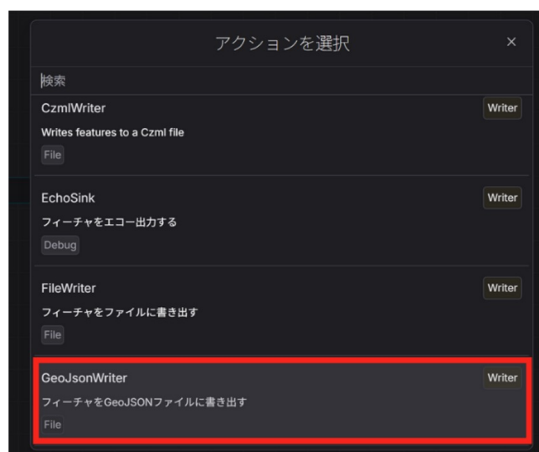 アクションを選択 ×
検索
CzmlWriter Writer
Writes features to a Czml file
File
EchoSink Writer
フィーチャをエコー出力する
Debug
FileWriter Writer
フィーチャをファイルに書き出す
File
GeoJsonWriter Writer
フィーチャをGeoJSONファイルに書き出す
File